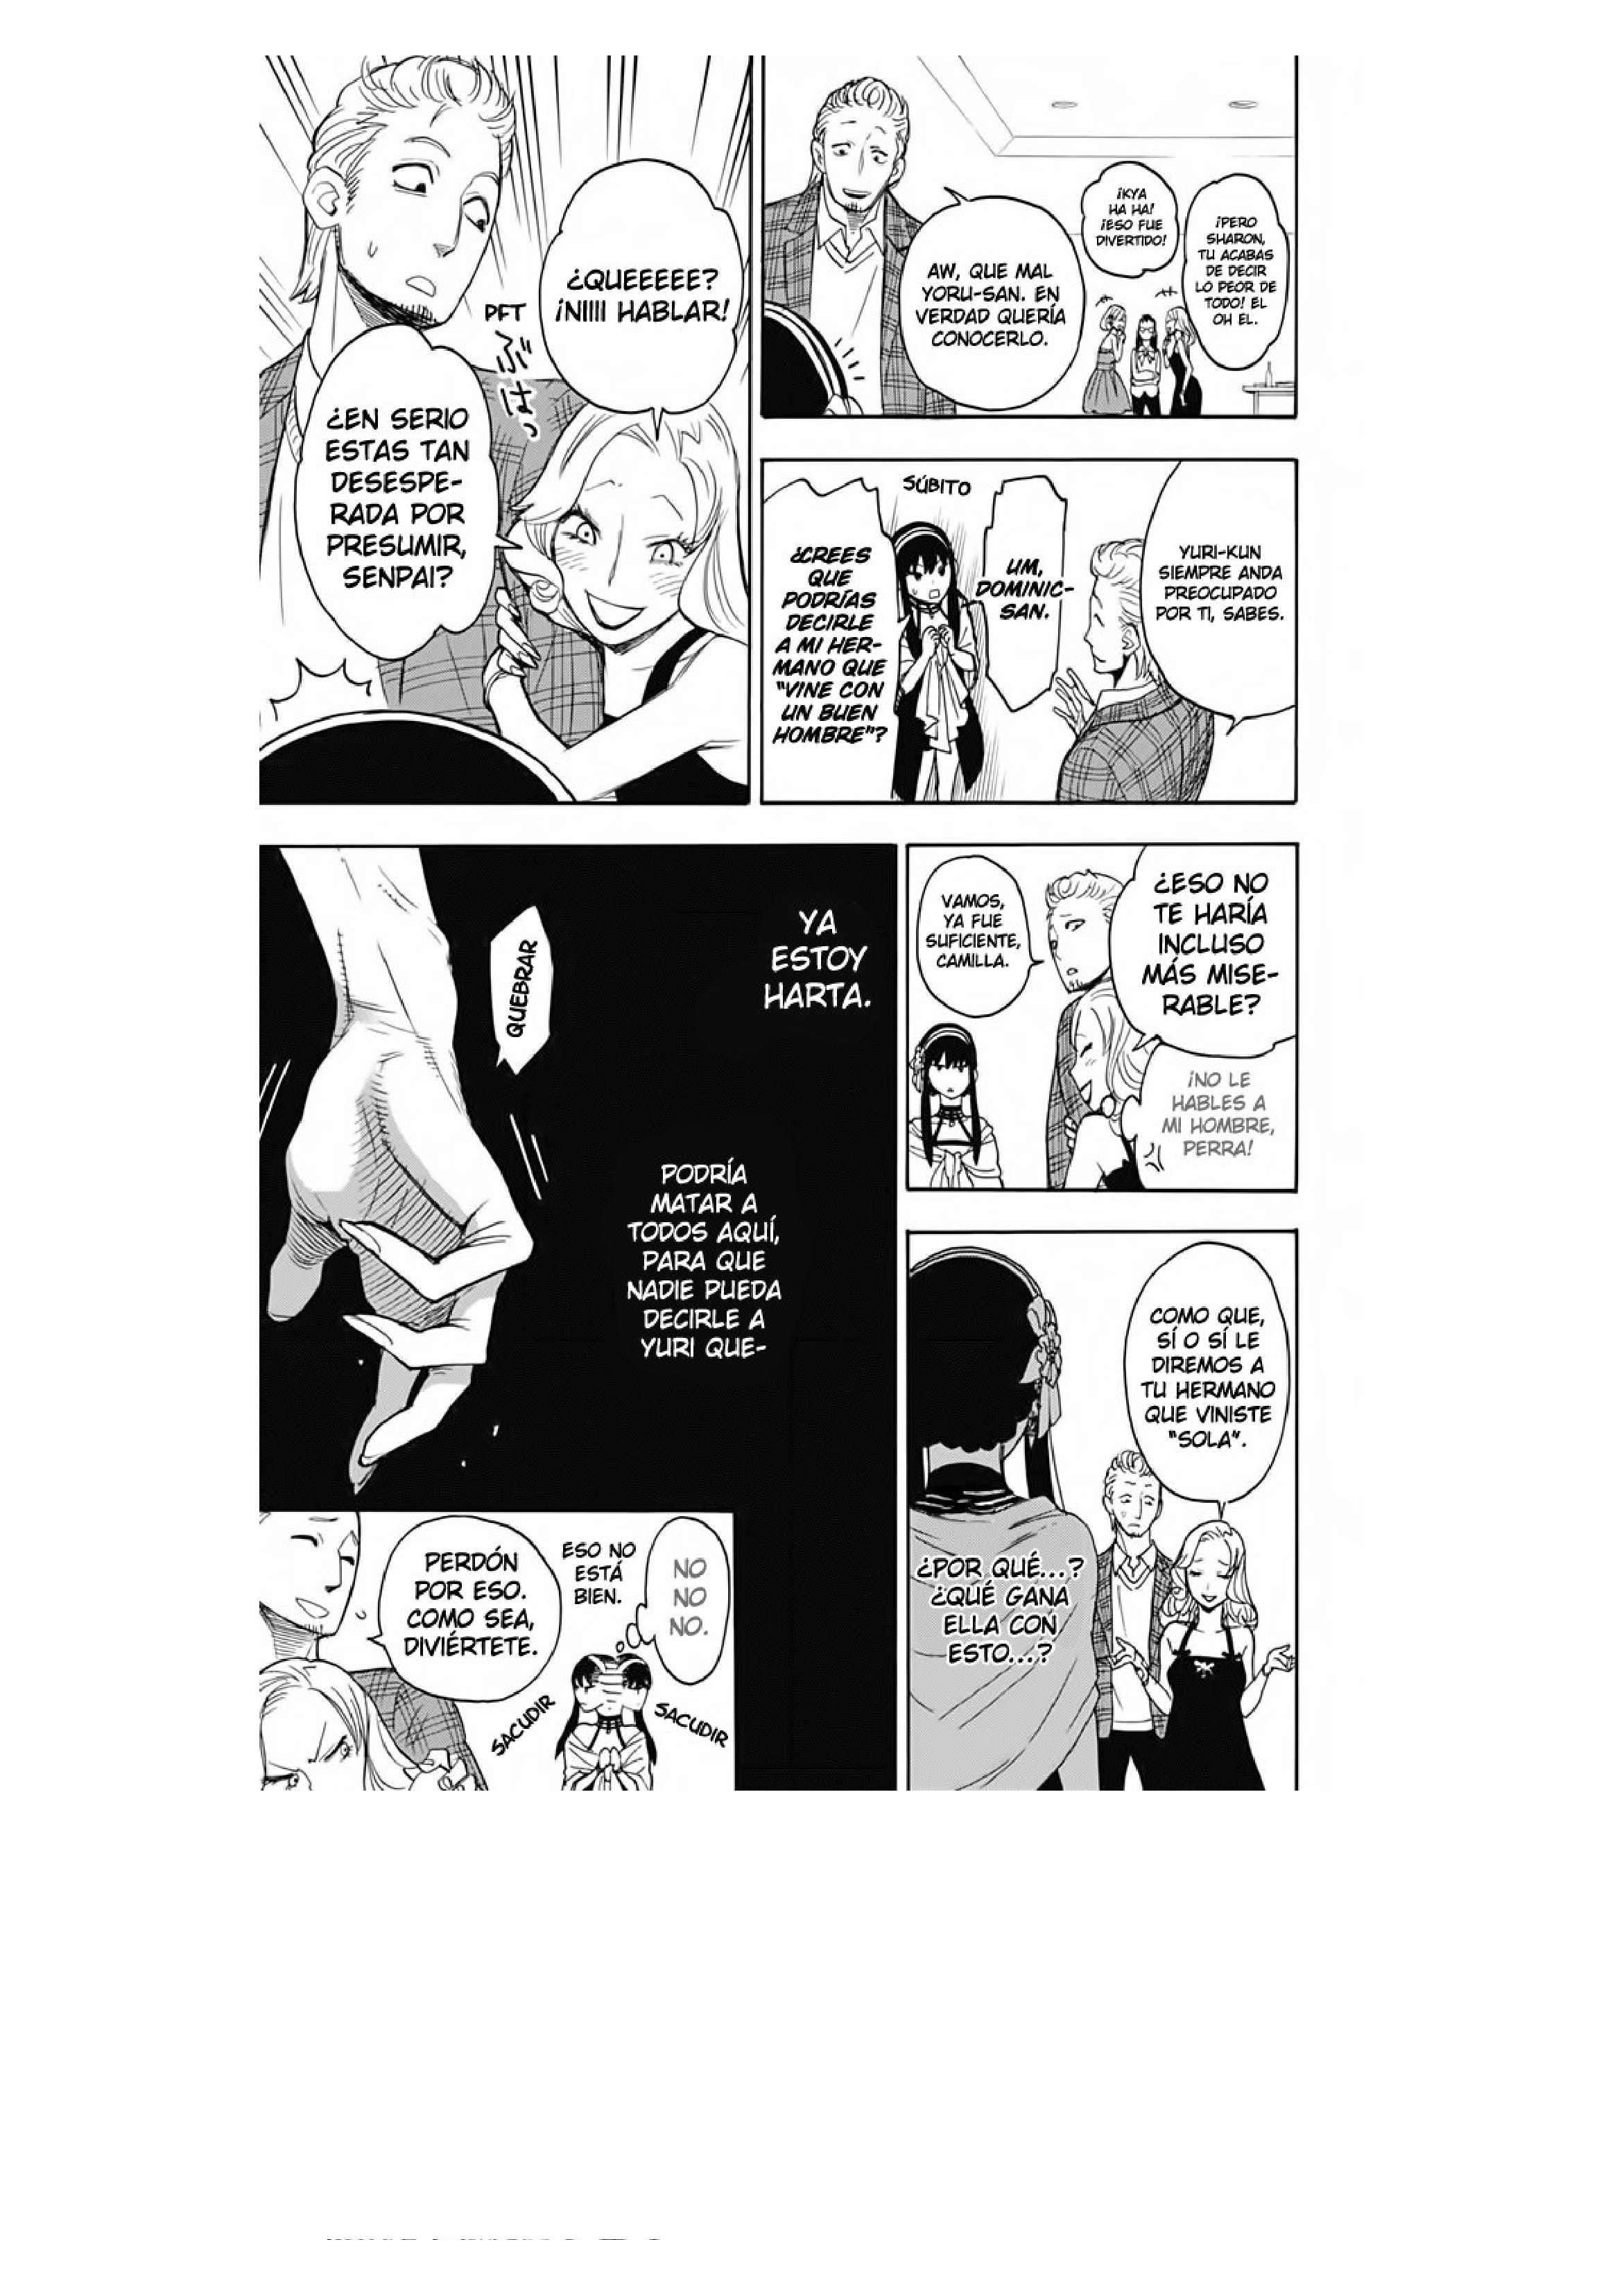 ¡PERO
SHARON,
TU ACABAS
DE DECIR
LO PEOR DE
TODO! EL
OH EL.
¡KYA
HA HA!
¡ESO FUE
DIVERTIDO!
AW, QUE MAL
YORU-SAN. EN
VERDAD QUERÍA
CONOCERLO.
YURI-KUN
SIEMPRE ANDA
PREOCUPADO
POR TI, SABES.
UM,
DOMINIC-
SAN.
SÚBITO
¿CREES
QUE
PODRÍAS
DECIRLE
A MI HER-
MANO QUE
"VINE CON
UN BUEN
HOMBRE"?
¿QUEEEEE?
¡NIIII HABLAR!
PFT
ぶはっ
¿EN SERIO
ESTAS TAN
DESESPE-
RADA POR
PRESUMIR,
SENPAI?
¿ESO NO
TE HARÍA
INCLUSO
MÁS MISE-
RABLE?
¡NO LE
HABLES A
MI HOMBRE,
PERRA!
VAMOS,
YA FUE
SUFICIENTE,
CAMILLA.
COMO QUE,
SÍ O SÍ LE
DIREMOS A
TU HERMANO
QUE VINISTE
"SOLA".
¿POR QUÉ...?
¿QUÉ GANA
ELLA CON
ESTO...?
YA
ESTOY
HARTA.
QUEBRAR
PODRÍA
MATAR A
TODOS AQUÍ,
PARA QUE
NADIE PUEDA
DECIRLE A
YURI QUE-
NO
NO
NO.
ESO NO
ESTÁ
BIEN.
SACUDIR
SACUDIR
PERDÓN
POR ESO.
COMO SEA,
DIVIÉRTETE.